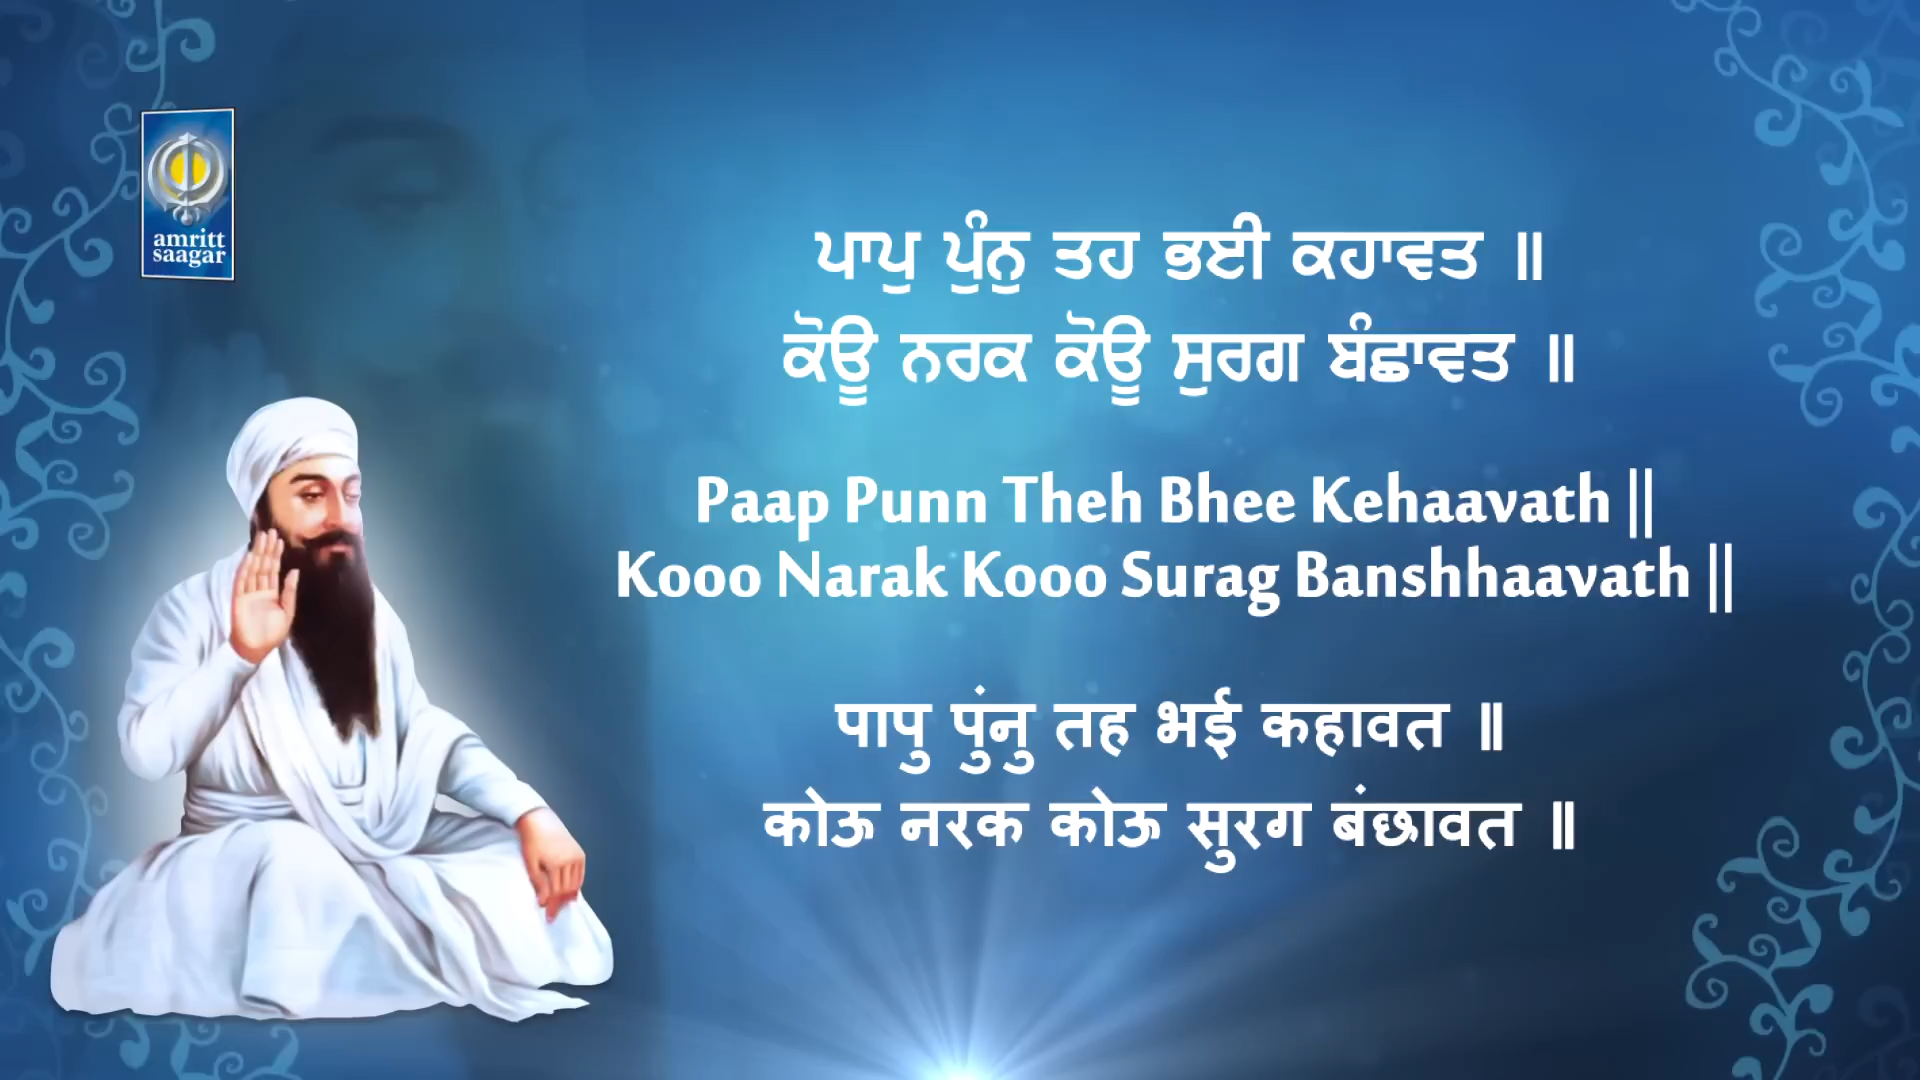 amritt
saagar
ਪਾਪੁ ਪੁੰਨੁ ਤਹ ਭਈ ਕਹਾਵਤ ॥
ਕੋਊ ਨਰਕ ਕੋਊ ਸੁਰਗ ਬੰਛਾਵਤ ॥
Paap Punn Theh Bhee Kehaavath ||
Kooo Narak Kooo Surag Banshhaavath ||
पापु पुंनु तह भई कहावत ॥
कोऊ नरक कोऊ सुरग बंछावत ॥